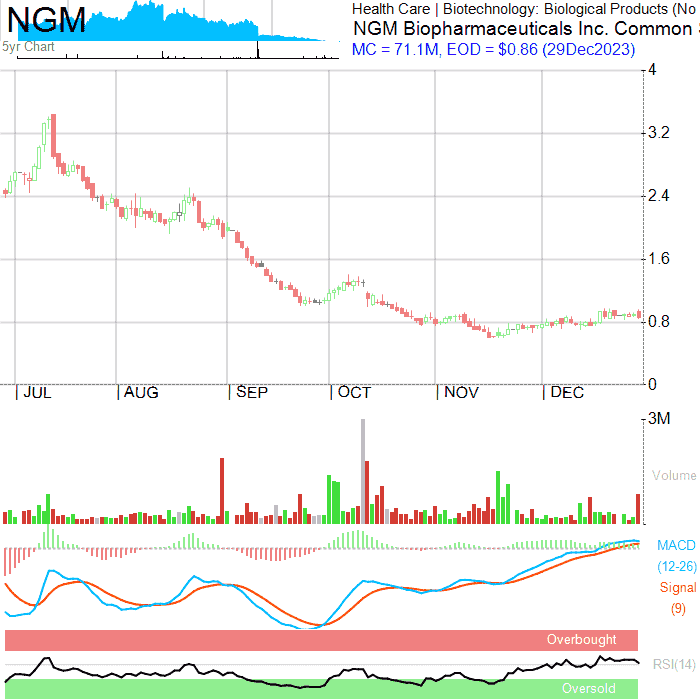 NGM
Health Care | Biotechnology: Biological Products (No
NGM Biopharmaceuticals Inc. Common
5yr Chart
MC = 71.1M, EOD = $0.86 (29Dec2023)
4
3.2
2.4
1.6
0.8
0
JUL AUG SEP OCT NOV DEC
3M
Volume
MACD
(12-26)
Signal
(9)
Overbought
RSI(14)
Oversold